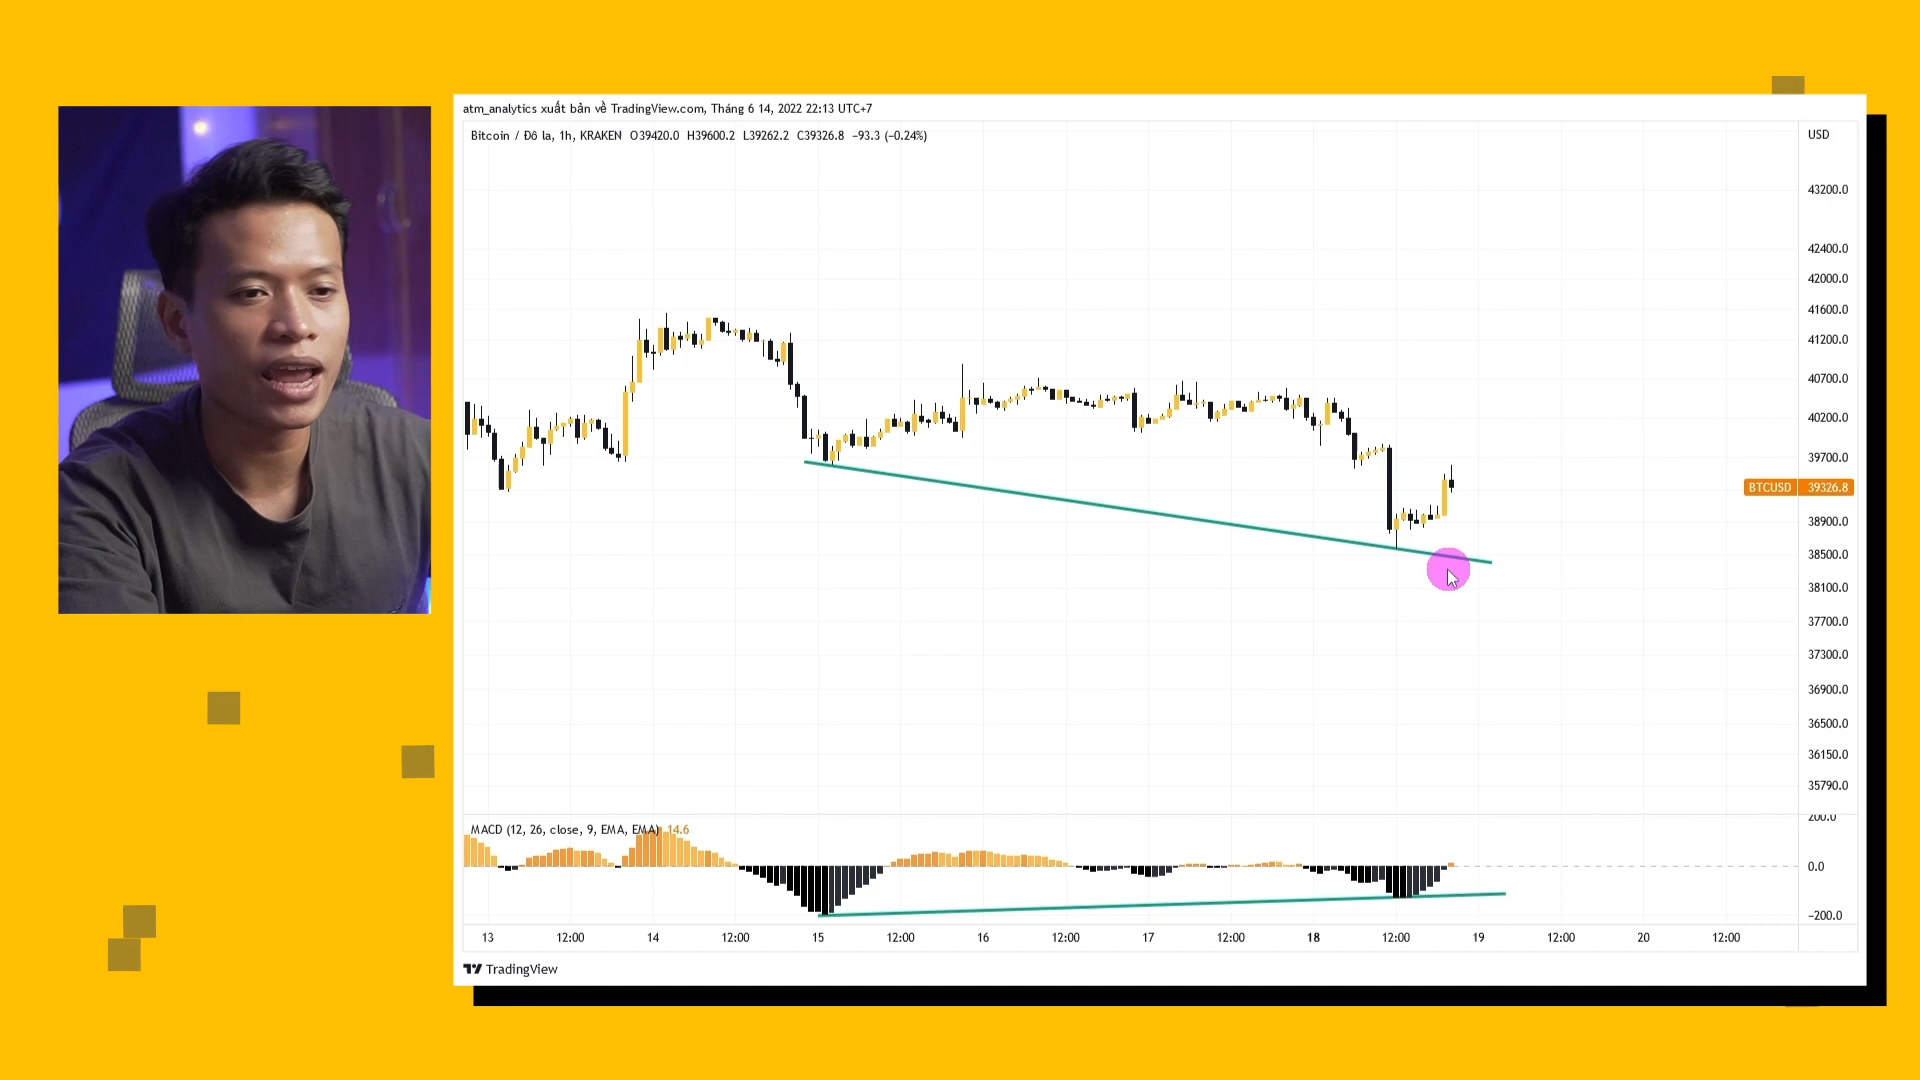 atm_analytics xuất bản về TradingView.com, Tháng 6 14, 2022 22:13 UTC+7
Bitcoin / Đô la, 1h, KRAKEN O39420.0 H39600.2 L39262.2 C39326.8 −93.3 (−0.24%)
USD
43200.0
42400.0
42000.0
41600.0
41200.0
40700.0
40200.0
39700.0
BTCUSD 39326.8
38900.0
38500.0
38100.0
37700.0
37300.0
36900.0
36500.0
36150.0
35790.0
MACD (12, 26, close, 9, EMA, EMA) 14.6
200.0
0.0
−200.0
13 12:00 14 12:00 15 12:00 16 12:00 17 12:00 18 12:00 19 12:00 20 12:00
TradingView